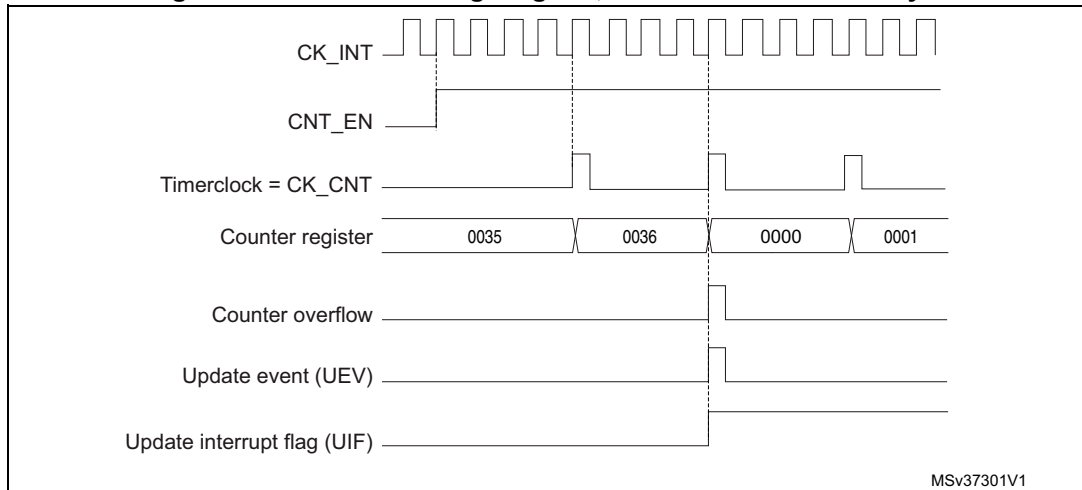 CK_INT
CNT_EN
Timerclock = CK_CNT
Counter register 0035 0036 0000 0001
Counter overflow
Update event (UEV)
Update interrupt flag (UIF)
MSv37301V1